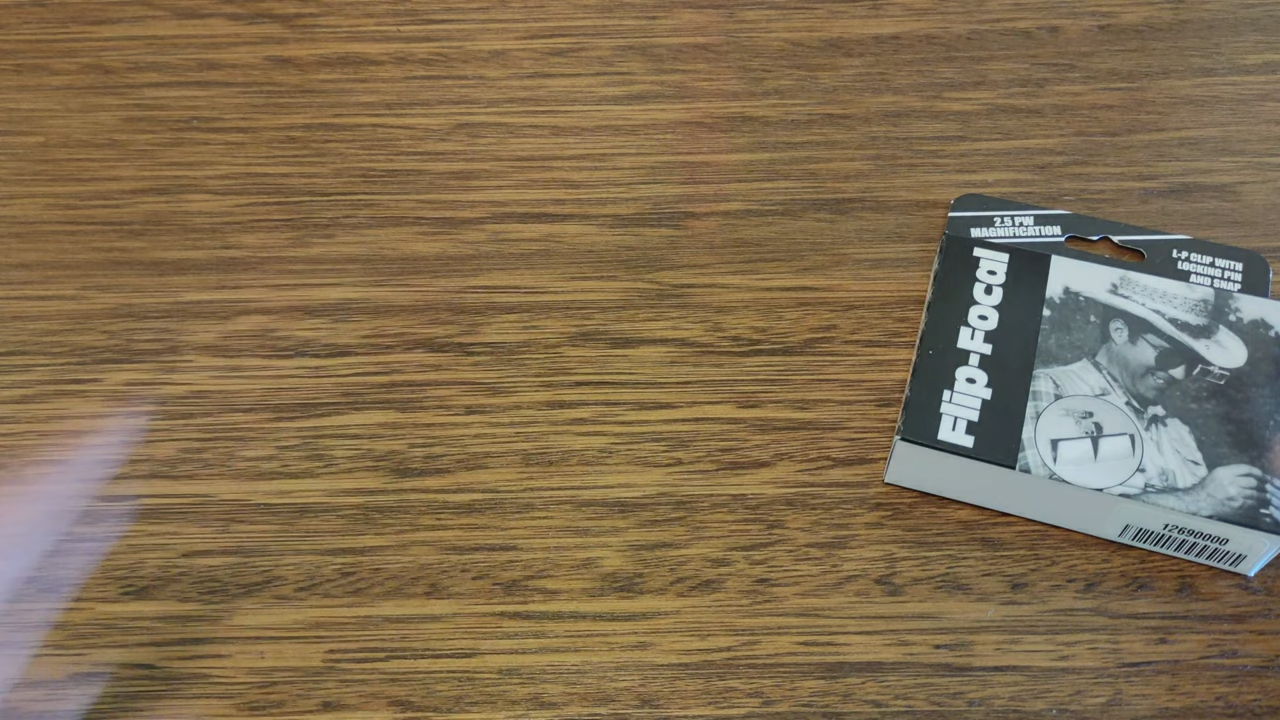 2.5 PW
MAGNIFICATION
L-P CLIP WITH
LOCKING PIN
AND SNAP
Flip-Focal
12690000